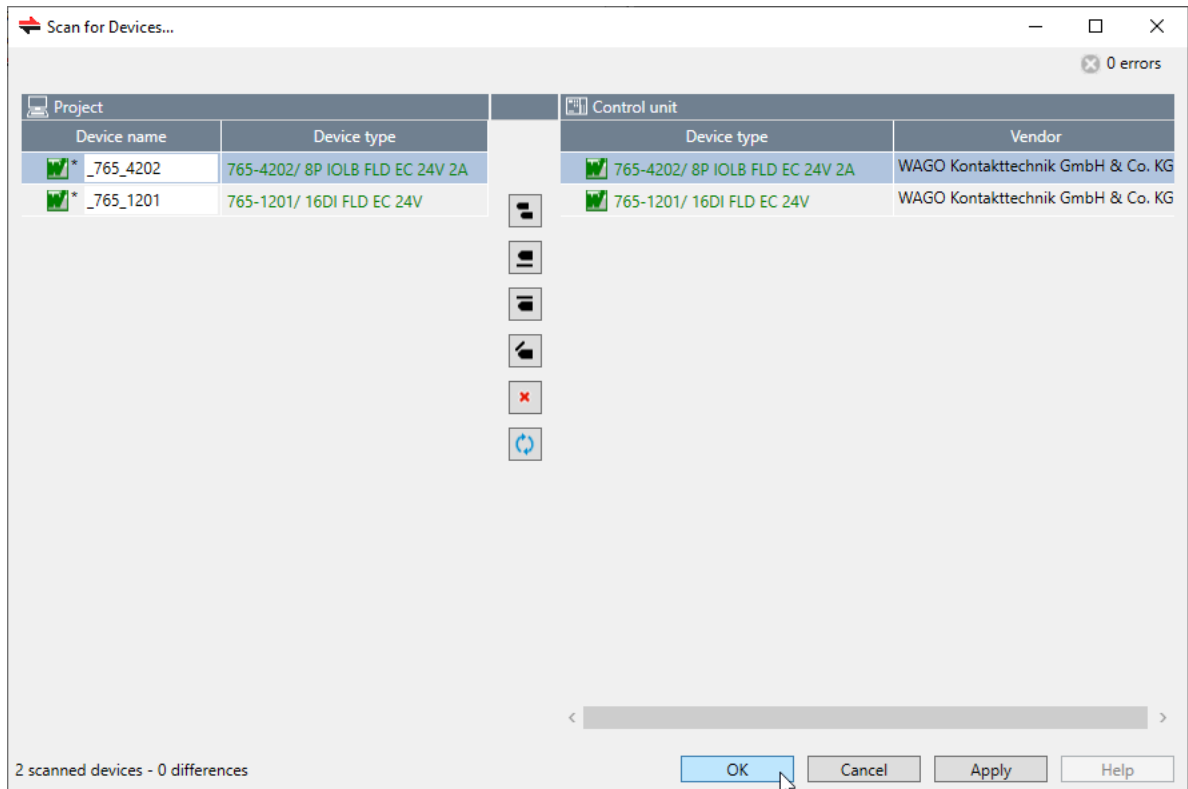 Scan for Devices...
0 errors
Project
Control unit
Device name Device type Device type Vendor
* _765_4202 765-4202/ 8P IOLB FLD EC 24V 2A 765-4202/ 8P IOLB FLD EC 24V 2A WAGO Kontakttechnik GmbH & Co. KG
* _765_1201 765-1201/ 16DI FLD EC 24V 765-1201/ 16DI FLD EC 24V WAGO Kontakttechnik GmbH & Co. KG
2 scanned devices - 0 differences OK Cancel Apply Help